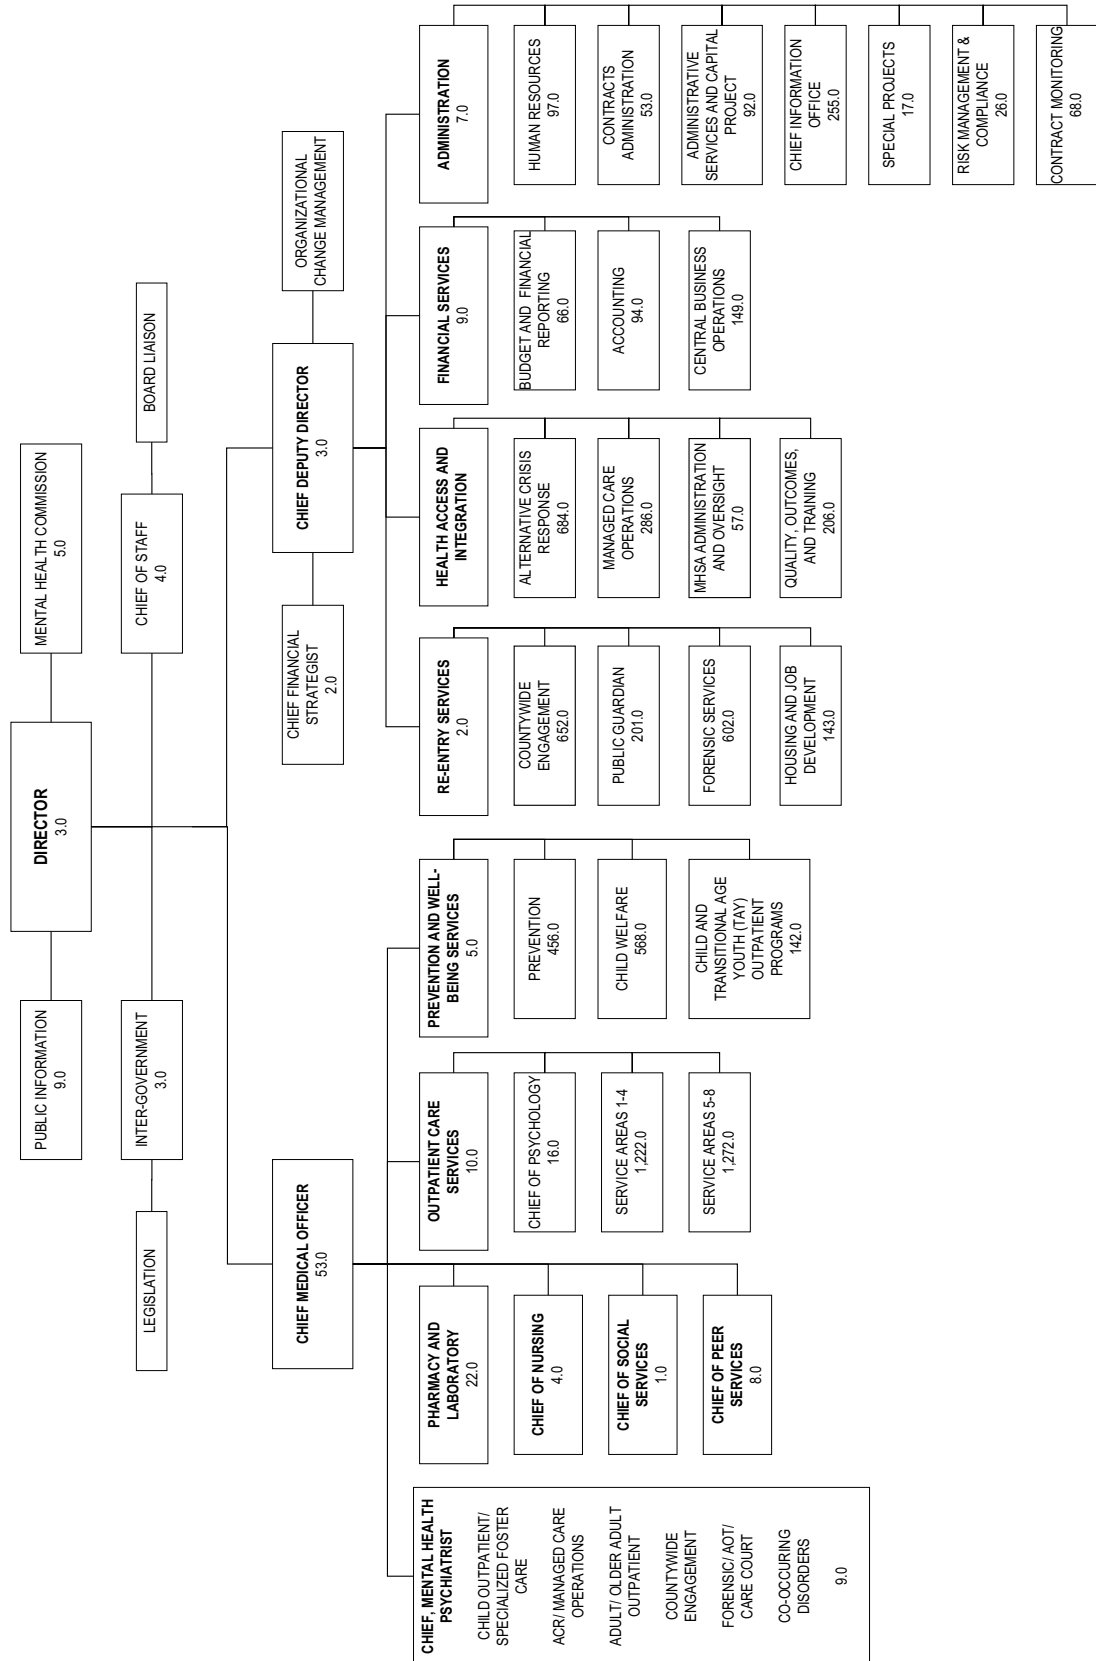 DIRECTOR
3.0
PUBLIC INFORMATION
9.0
MENTAL HEALTH COMMISSION
5.0
LEGISLATION
INTER-GOVERNMENT
3.0
CHIEF OF STAFF
4.0
BOARD LIAISON
CHIEF MEDICAL OFFICER
53.0
CHIEF FINANCIAL
STRATEGIST
2.0
CHIEF DEPUTY DIRECTOR
3.0
ORGANIZATIONAL
CHANGE MANAGEMENT
CHIEF, MENTAL HEALTH
PSYCHIATRIST
CHILD OUTPATIENT/
SPECIALIZED FOSTER
CARE
ACR/ MANAGED CARE
OPERATIONS
ADULT/ OLDER ADULT
OUTPATIENT
COUNTYWIDE
ENGAGEMENT
FORENSIC/ AOT/
CARE COURT
CO-OCCURING
DISORDERS
9.0
PHARMACY AND
LABORATORY
22.0
CHIEF OF NURSING
4.0
CHIEF OF SOCIAL
SERVICES
1.0
CHIEF OF PEER
SERVICES
8.0
OUTPATIENT CARE
SERVICES
10.0
CHIEF OF PSYCHOLOGY
16.0
SERVICE AREAS 1-4
1,222.0
SERVICE AREAS 5-8
1,272.0
PREVENTION AND WELL-
BEING SERVICES
5.0
PREVENTION
456.0
CHILD WELFARE
568.0
CHILD AND
TRANSITIONAL AGE
YOUTH (TAY)
OUTPATIENT
PROGRAMS
142.0
RE-ENTRY SERVICES
2.0
COUNTYWIDE
ENGAGEMENT
652.0
PUBLIC GUARDIAN
201.0
FORENSIC SERVICES
602.0
HOUSING AND JOB
DEVELOPMENT
143.0
HEALTH ACCESS AND
INTEGRATION
ALTERNATIVE CRISIS
RESPONSE
684.0
MANAGED CARE
OPERATIONS
286.0
MHSA ADMINISTRATION
AND OVERSIGHT
57.0
QUALITY, OUTCOMES,
AND TRAINING
206.0
FINANCIAL SERVICES
9.0
BUDGET AND FINANCIAL
REPORTING
66.0
ACCOUNTING
94.0
CENTRAL BUSINESS
OPERATIONS
149.0
ADMINISTRATION
7.0
HUMAN RESOURCES
97.0
CONTRACTS
ADMINISTRATION
53.0
ADMINISTRATIVE
SERVICES AND CAPITAL
PROJECT
92.0
CHIEF INFORMATION
OFFICE
255.0
SPECIAL PROJECTS
17.0
RISK MANAGEMENT &
COMPLIANCE
26.0
CONTRACT MONITORING
68.0